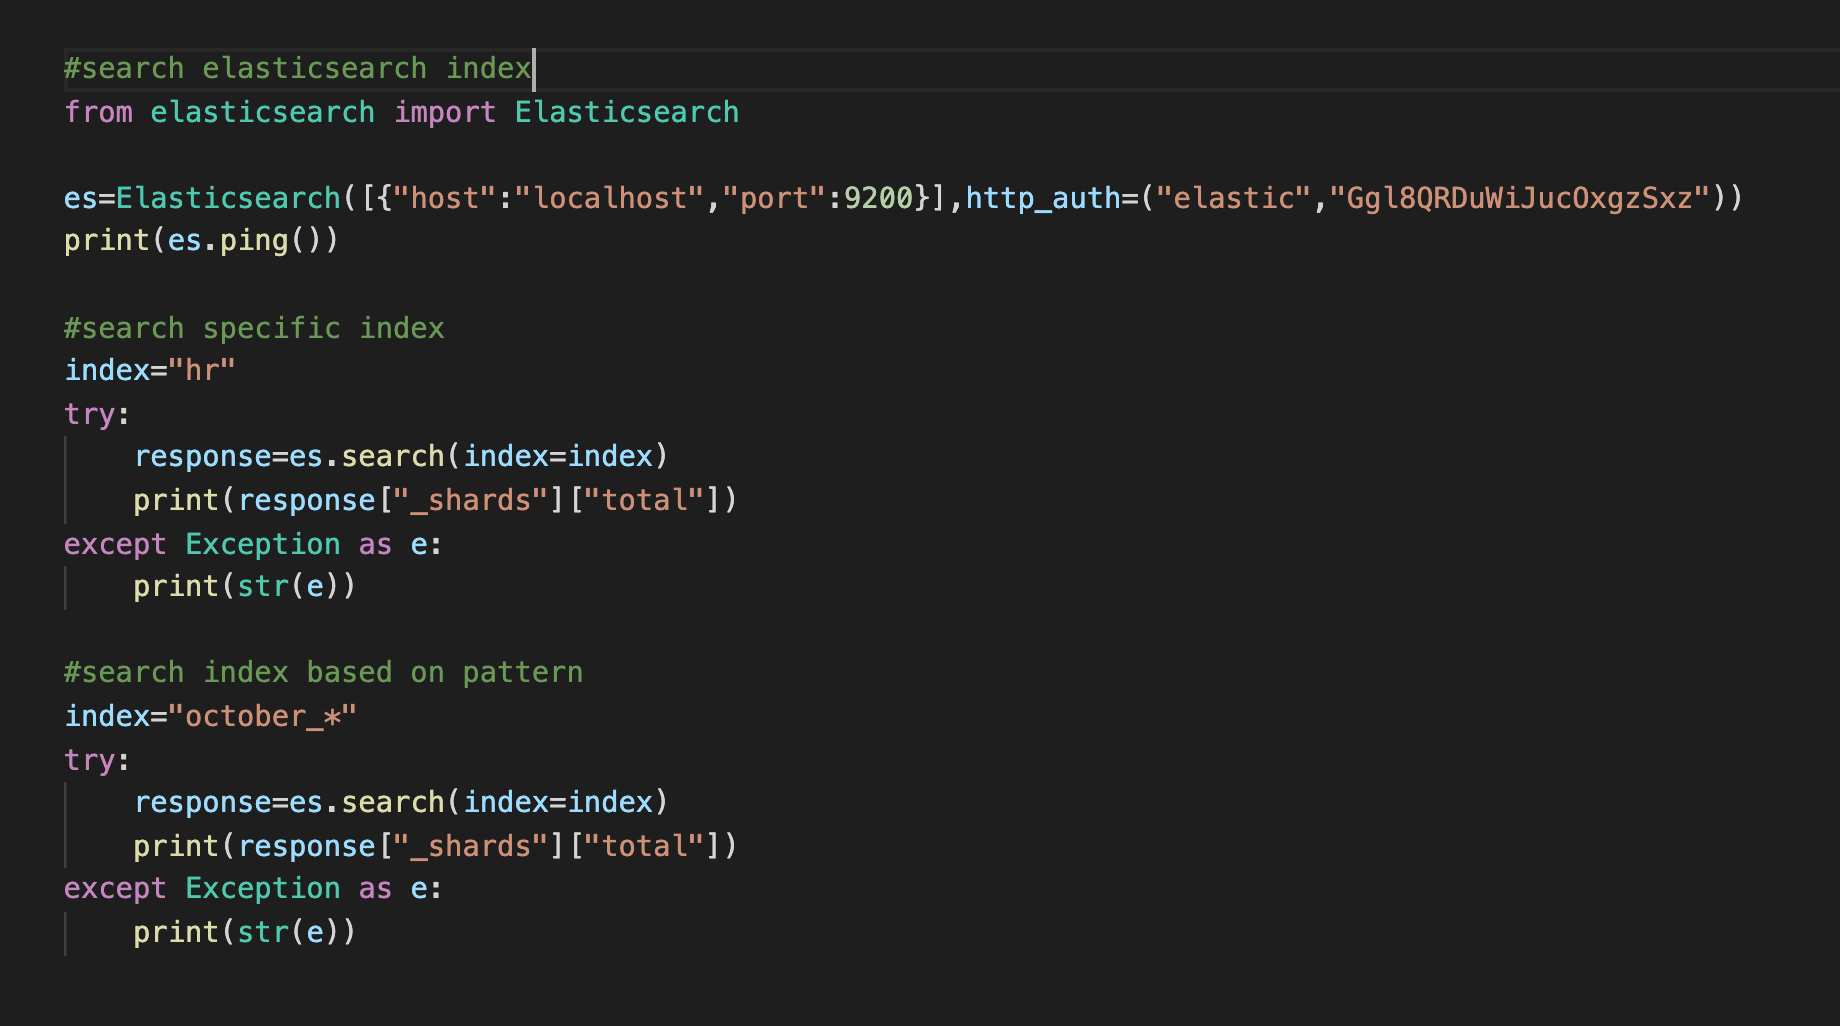 #search elasticsearch index
from elasticsearch import Elasticsearch
es=Elasticsearch([{"host":"localhost","port":9200}],http_auth=("elastic","Ggl8QRDuWiJucOxgzSxz"))
print(es.ping())
#search specific index
index="hr"
try:
    response=es.search(index=index)
    print(response["_shards"]["total"])
except Exception as e:
    print(str(e))
#search index based on pattern
index="october_*"
try:
    response=es.search(index=index)
    print(response["_shards"]["total"])
except Exception as e:
    print(str(e))